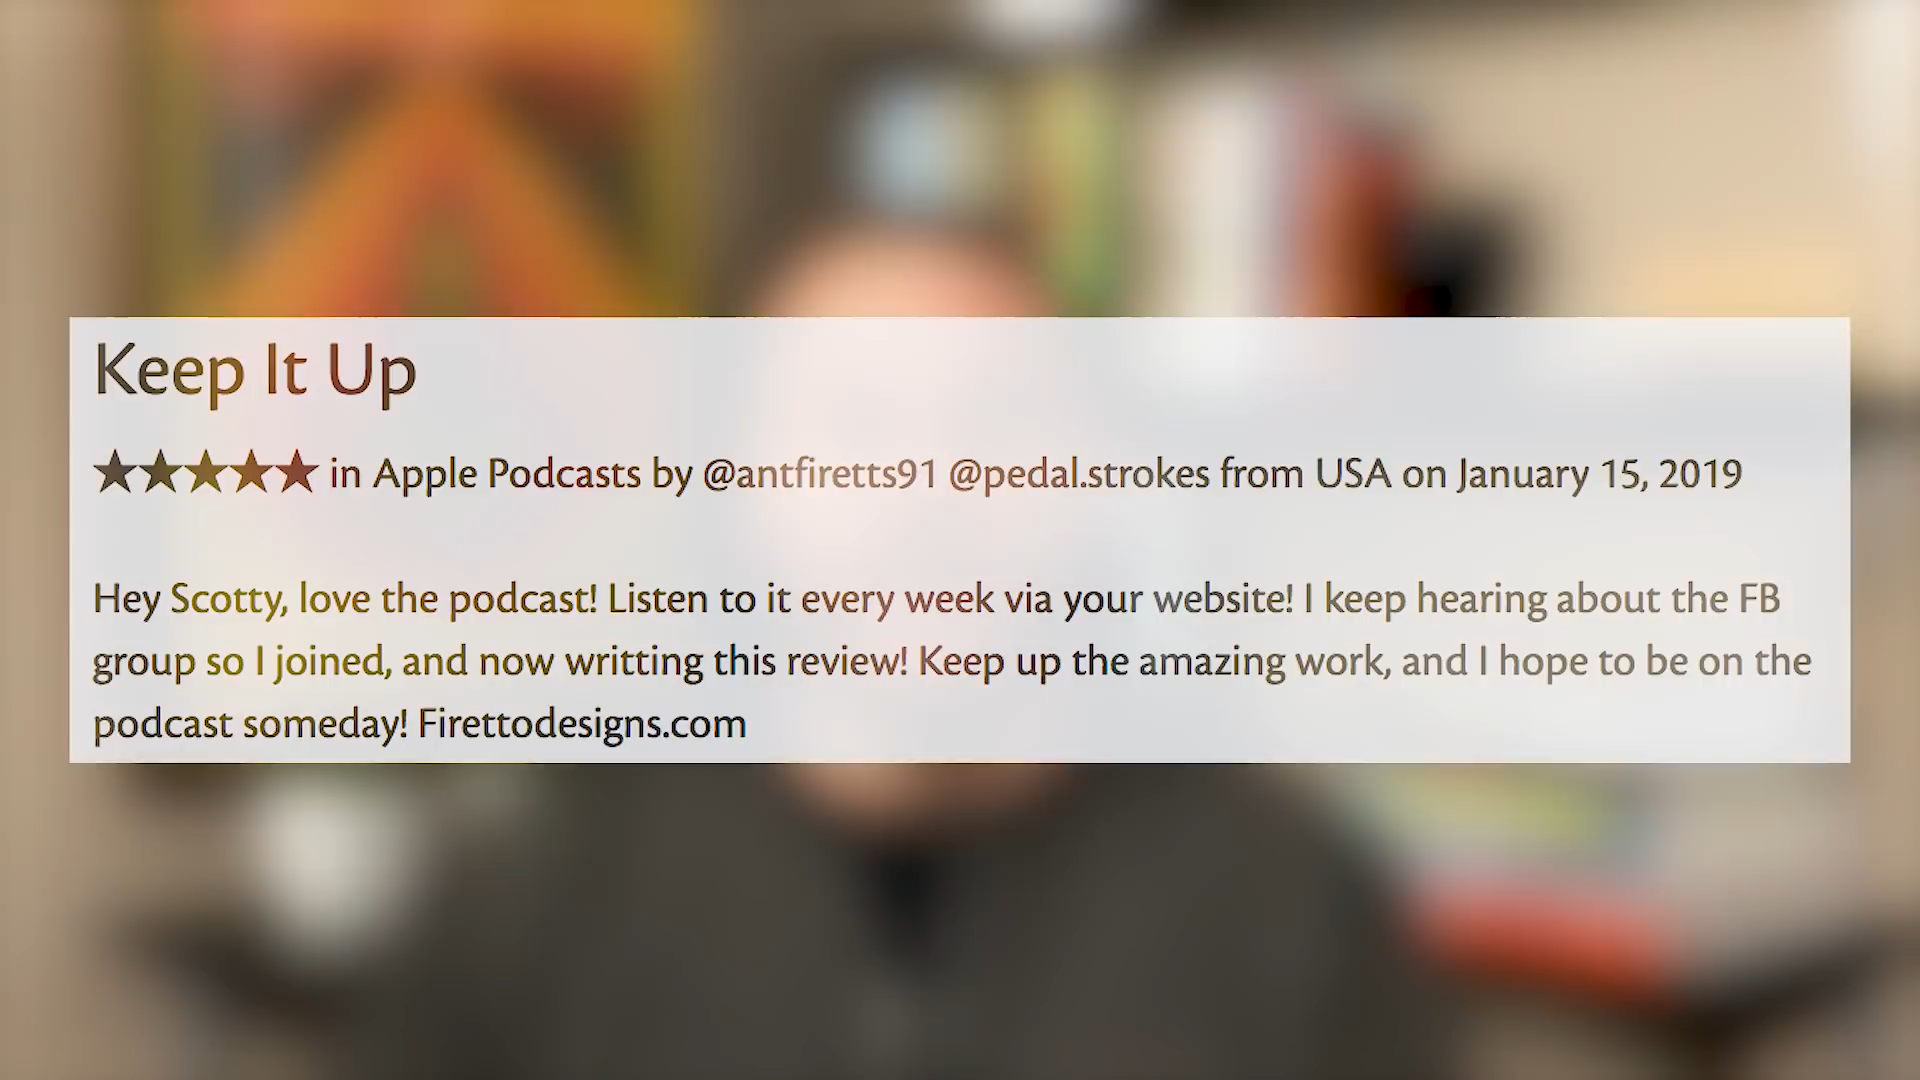 Keep It Up
★★★★★ in Apple Podcasts by @antfiretts91 @pedal.strokes from USA on January 15, 2019
Hey Scotty, love the podcast! Listen to it every week via your website! I keep hearing about the FB
group so I joined, and now writting this review! Keep up the amazing work, and I hope to be on the
podcast someday! Firettodesigns.com